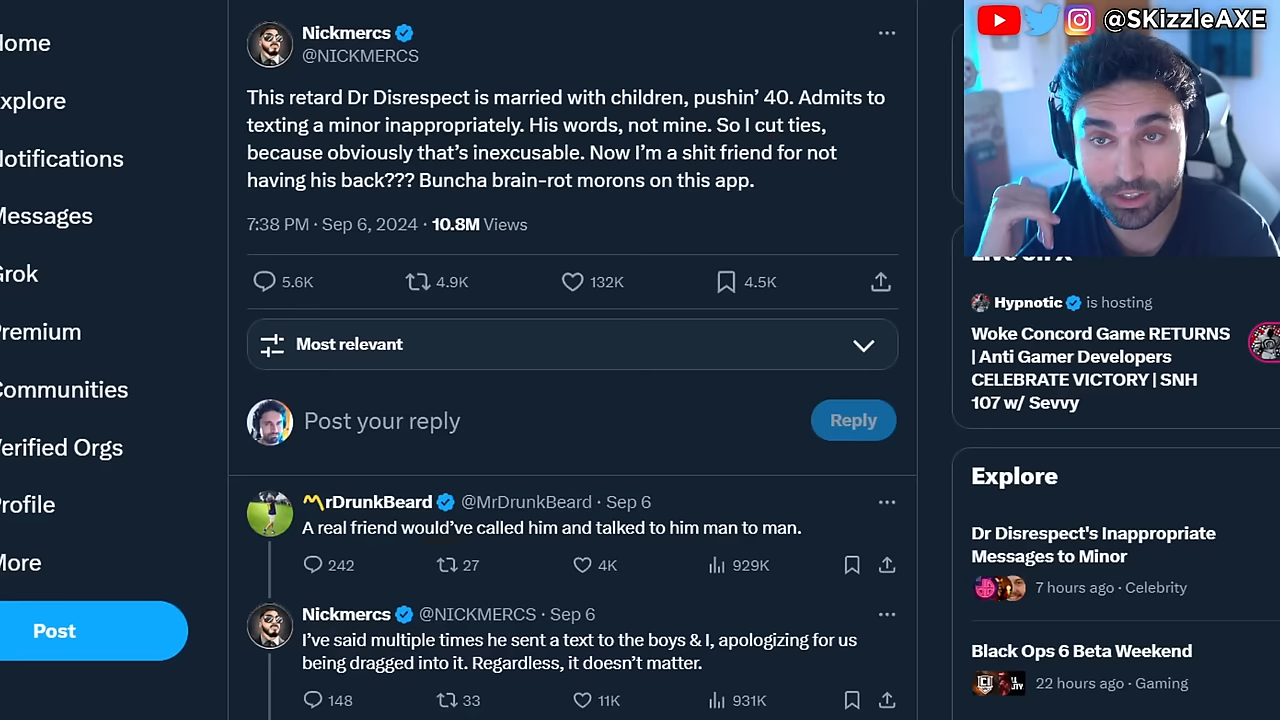 @SKizzleAXE
ome
xplore
otifications
essages
rok
remium
ommunities
erified Orgs
rofile
ore
Post
Nickmercs
@NICKMERCS
This retard Dr Disrespect is married with children, pushin' 40. Admits to
texting a minor inappropriately. His words, not mine. So I cut ties,
because obviously that's inexcusable. Now I'm a shit friend for not
having his back??? Buncha brain-rot morons on this app.
7:38 PM · Sep 6, 2024 · 10.8M Views
5.6K 4.9K 132K 4.5K
Most relevant
Post your reply
Reply
rDrunkBeard @MrDrunkBeard · Sep 6
A real friend would've called him and talked to him man to man.
242 27 4K 929K
Nickmercs @NICKMERCS · Sep 6
I've said multiple times he sent a text to the boys & I, apologizing for us
being dragged into it. Regardless, it doesn't matter.
148 33 11K 931K
Live on X
Hypnotic is hosting
Woke Concord Game RETURNS
| Anti Gamer Developers
CELEBRATE VICTORY | SNH
107 w/ Sevvy
Explore
Dr Disrespect's Inappropriate
Messages to Minor
7 hours ago · Celebrity
Black Ops 6 Beta Weekend
22 hours ago · Gaming